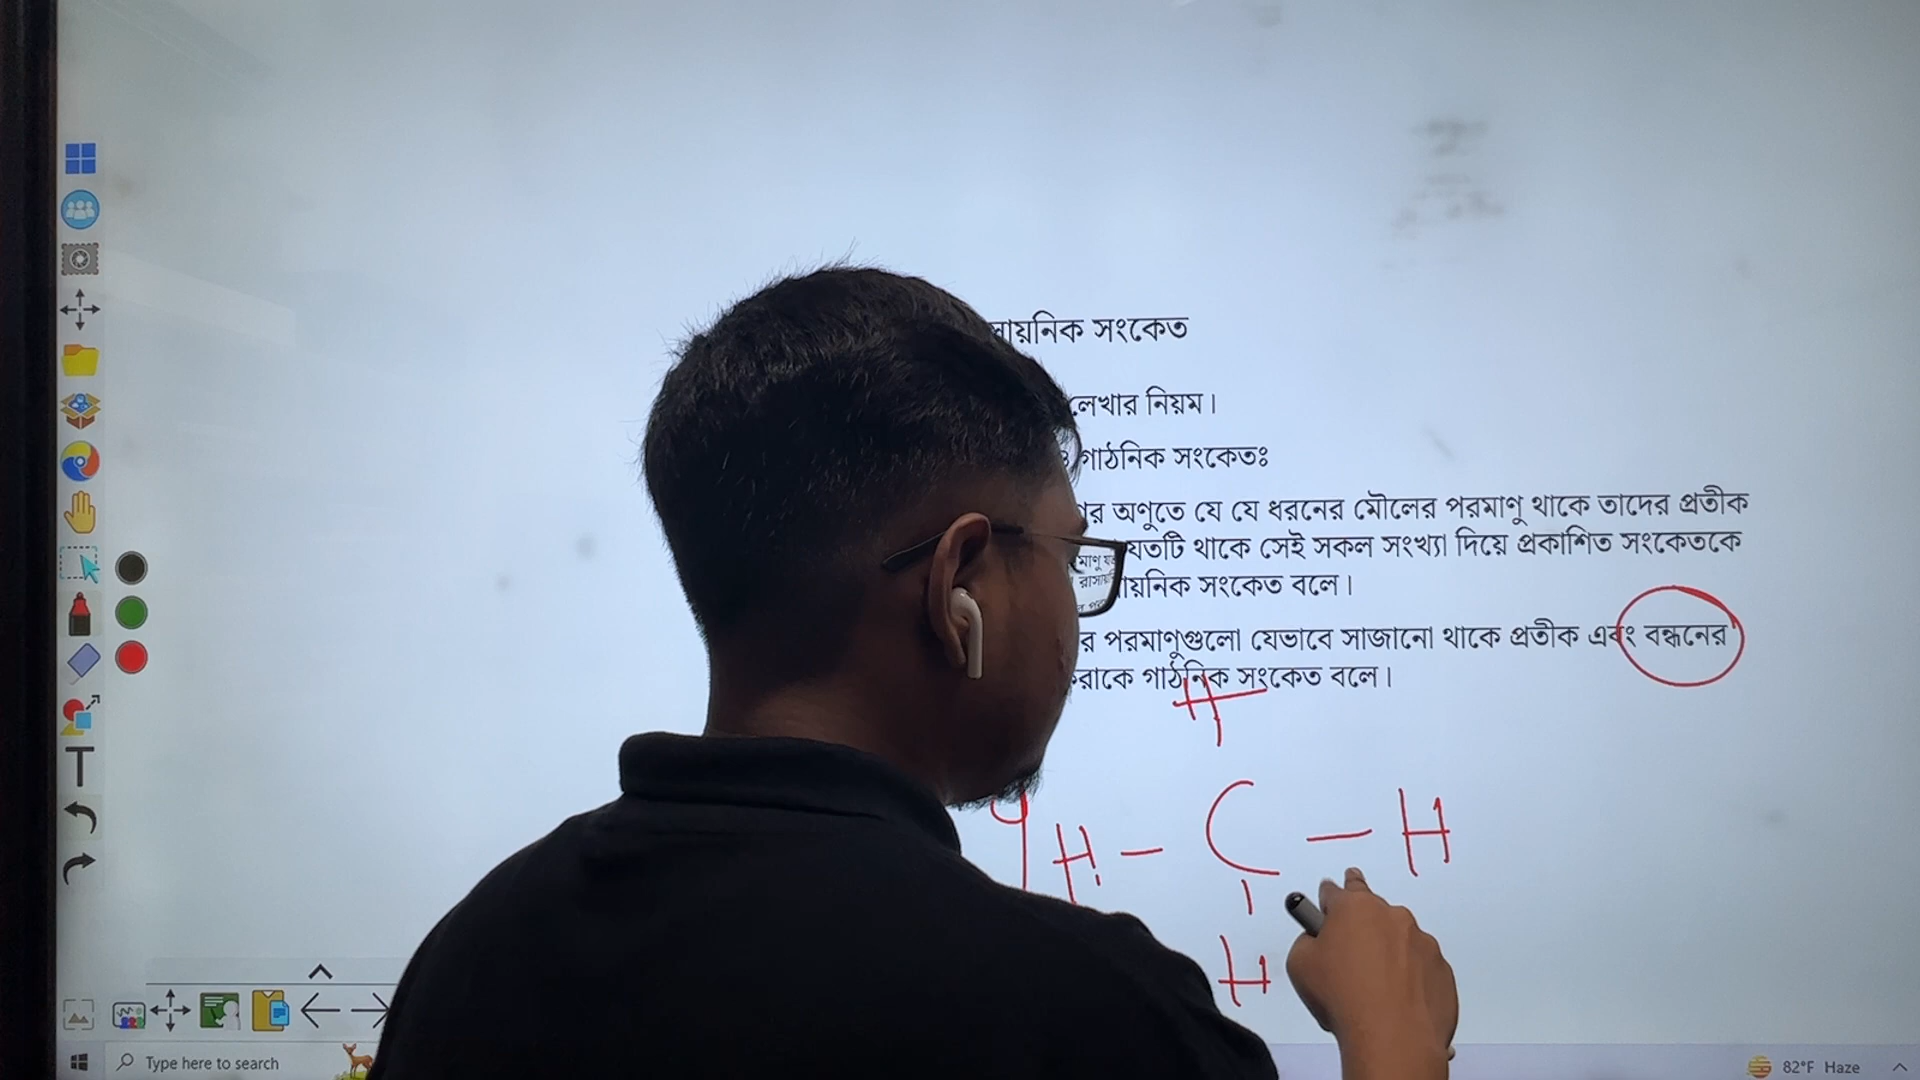 সায়নিক সংকেত
লেখার নিয়ম।
ও গাঠনিক সংকেতঃ
অণুতে যে যে ধরনের মৌলের পরমাণু থাকে তাদের প্রতীক
যতটি থাকে সেই সকল সংখ্যা দিয়ে প্রকাশিত সংকেতকে
য়নিক সংকেত বলে।
র পরমাণুগুলো যেভাবে সাজানো থাকে প্রতীক এবং বন্ধনের
গাঠনিক সংকেত বলে।
H
H - C - H
H
Type here to search
82°F Haze